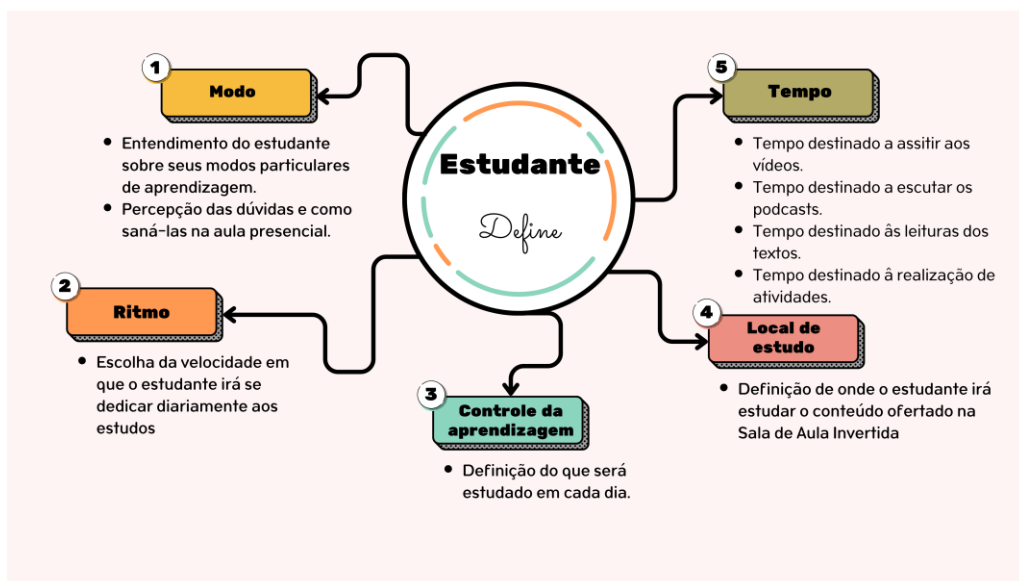 Estudante
Define
1
Modo
• Entendimento do estudante
sobre seus modos particulares
de aprendizagem.
• Percepção das dúvidas e como
saná-las na aula presencial.
2
Ritmo
• Escolha da velocidade em
que o estudante irá se
dedicar diariamente aos
estudos
3
Controle da
aprendizagem
• Definição do que será
estudado em cada dia.
4
Local de
estudo
• Definição de onde o estudante irá
estudar o conteúdo ofertado na
Sala de Aula Invertida
5
Tempo
• Tempo destinado a assitir aos
vídeos.
• Tempo destinado a escutar os
podcasts.
• Tempo destinado âs leituras dos
textos.
• Tempo destinado â realização de
atividades.